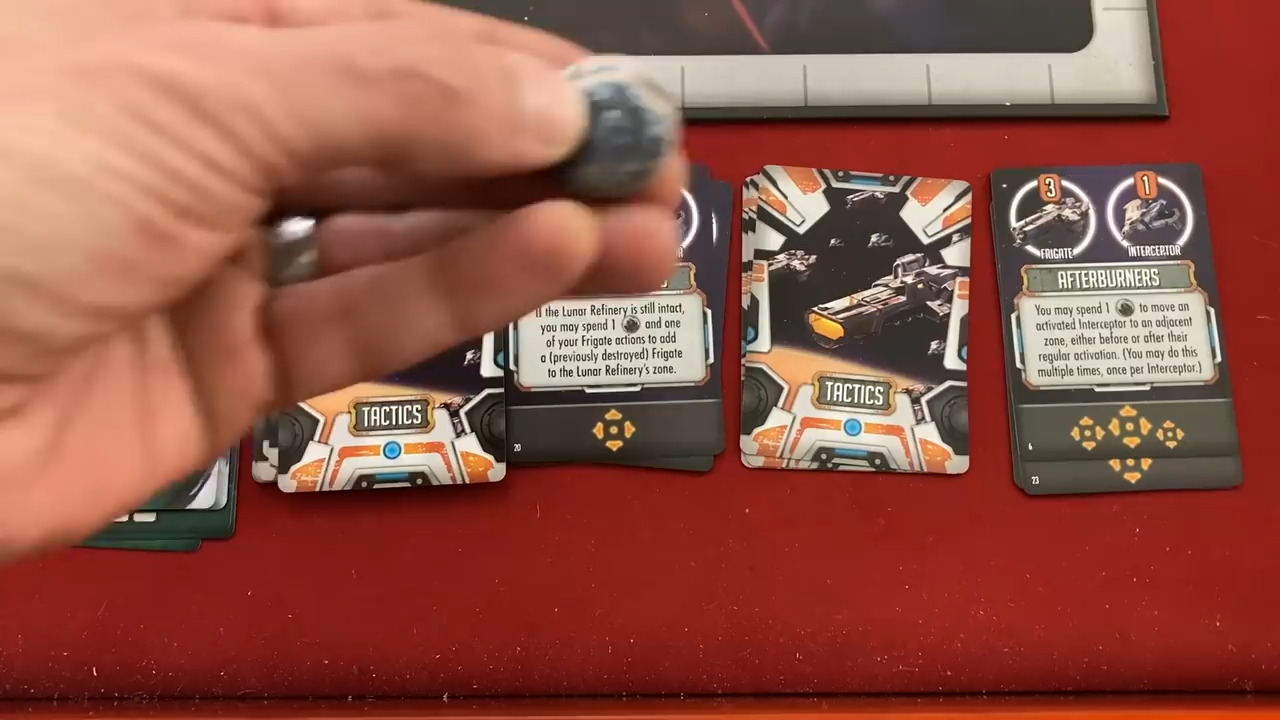 If the Lunar Refinery is still intact,
you may spend 1 and one
of your Frigate actions to add
a (previously destroyed) Frigate
to the Lunar Refinery's zone.
20
TACTICS
TACTICS
3
1
FRIGATE
INTERCEPTOR
AFTERBURNERS
You may spend 1 to move an
activated Interceptor to an adjacent
zone, either before or after their
regular activation. (You may do this
multiple times, once per Interceptor.)
6
23